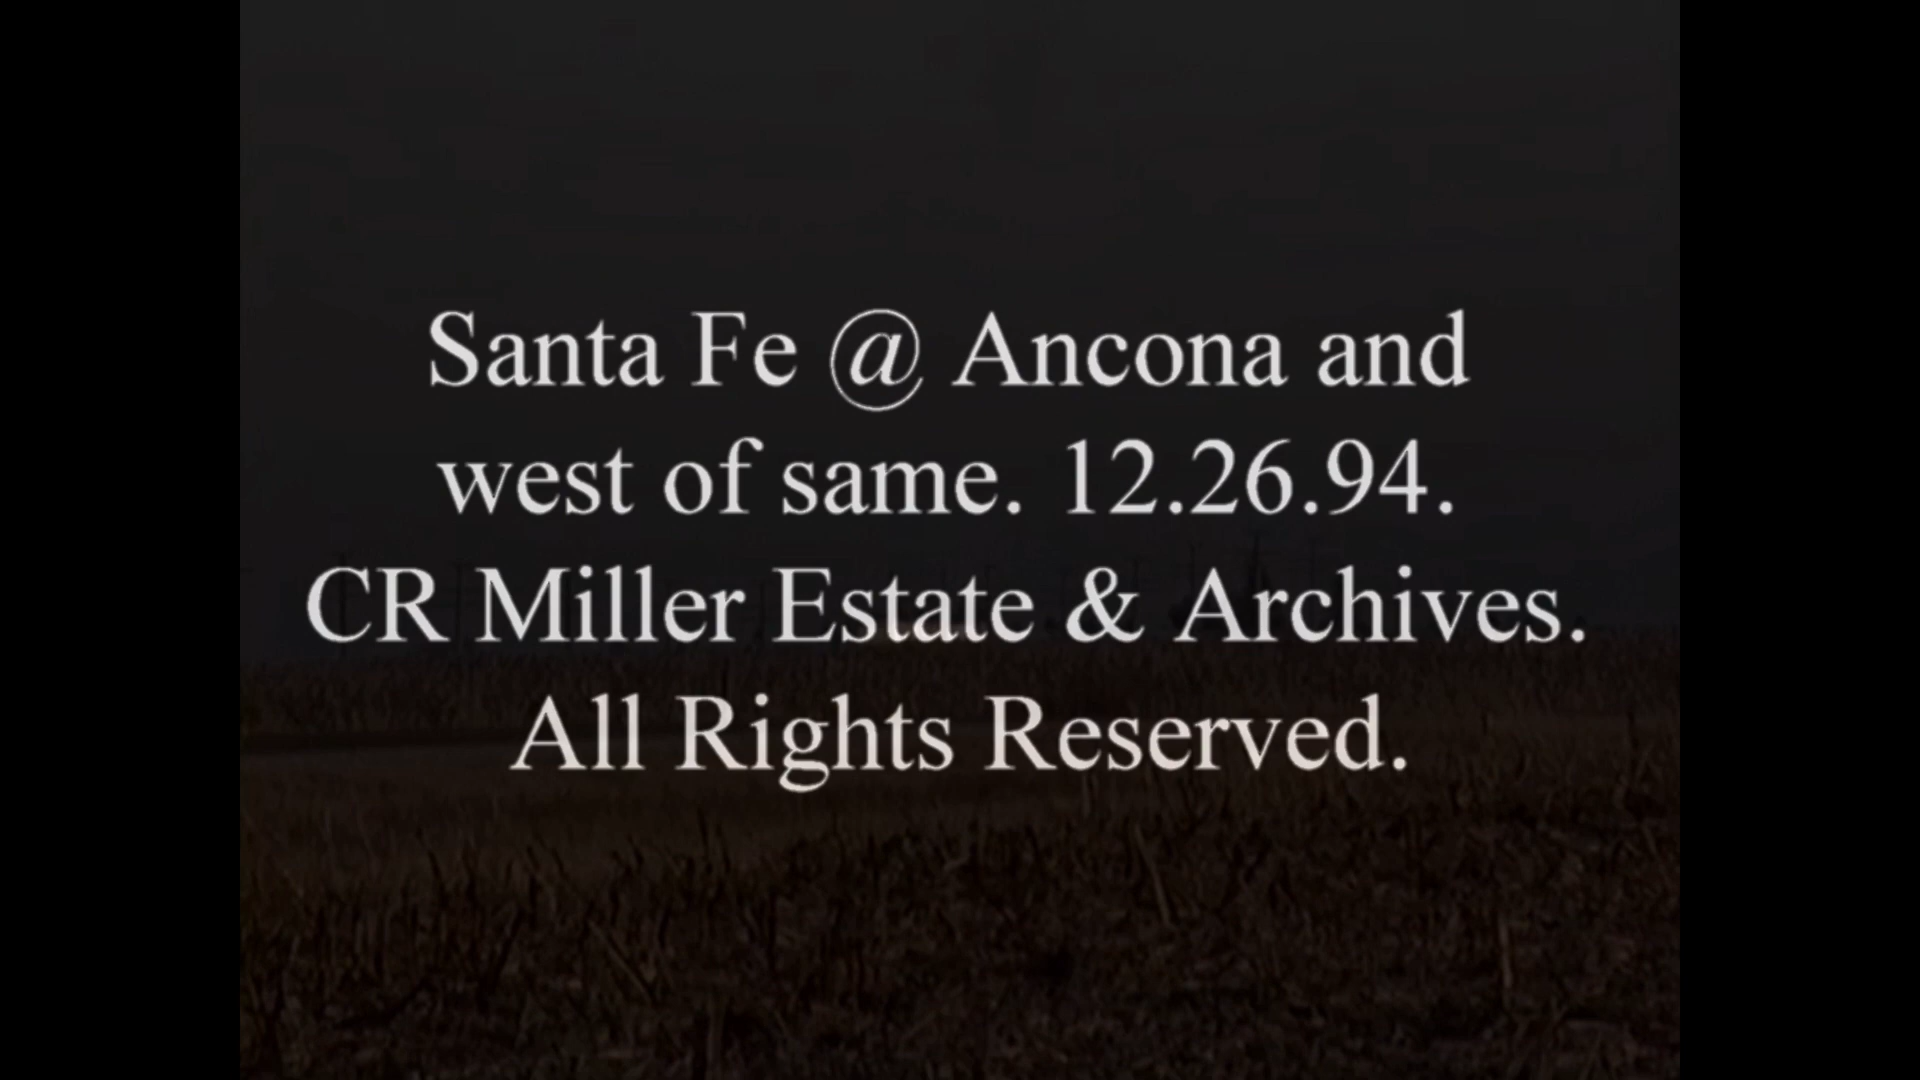 Santa Fe @ Ancona and
west of same. 12.26.94.
CR Miller Estate & Archives.
All Rights Reserved.